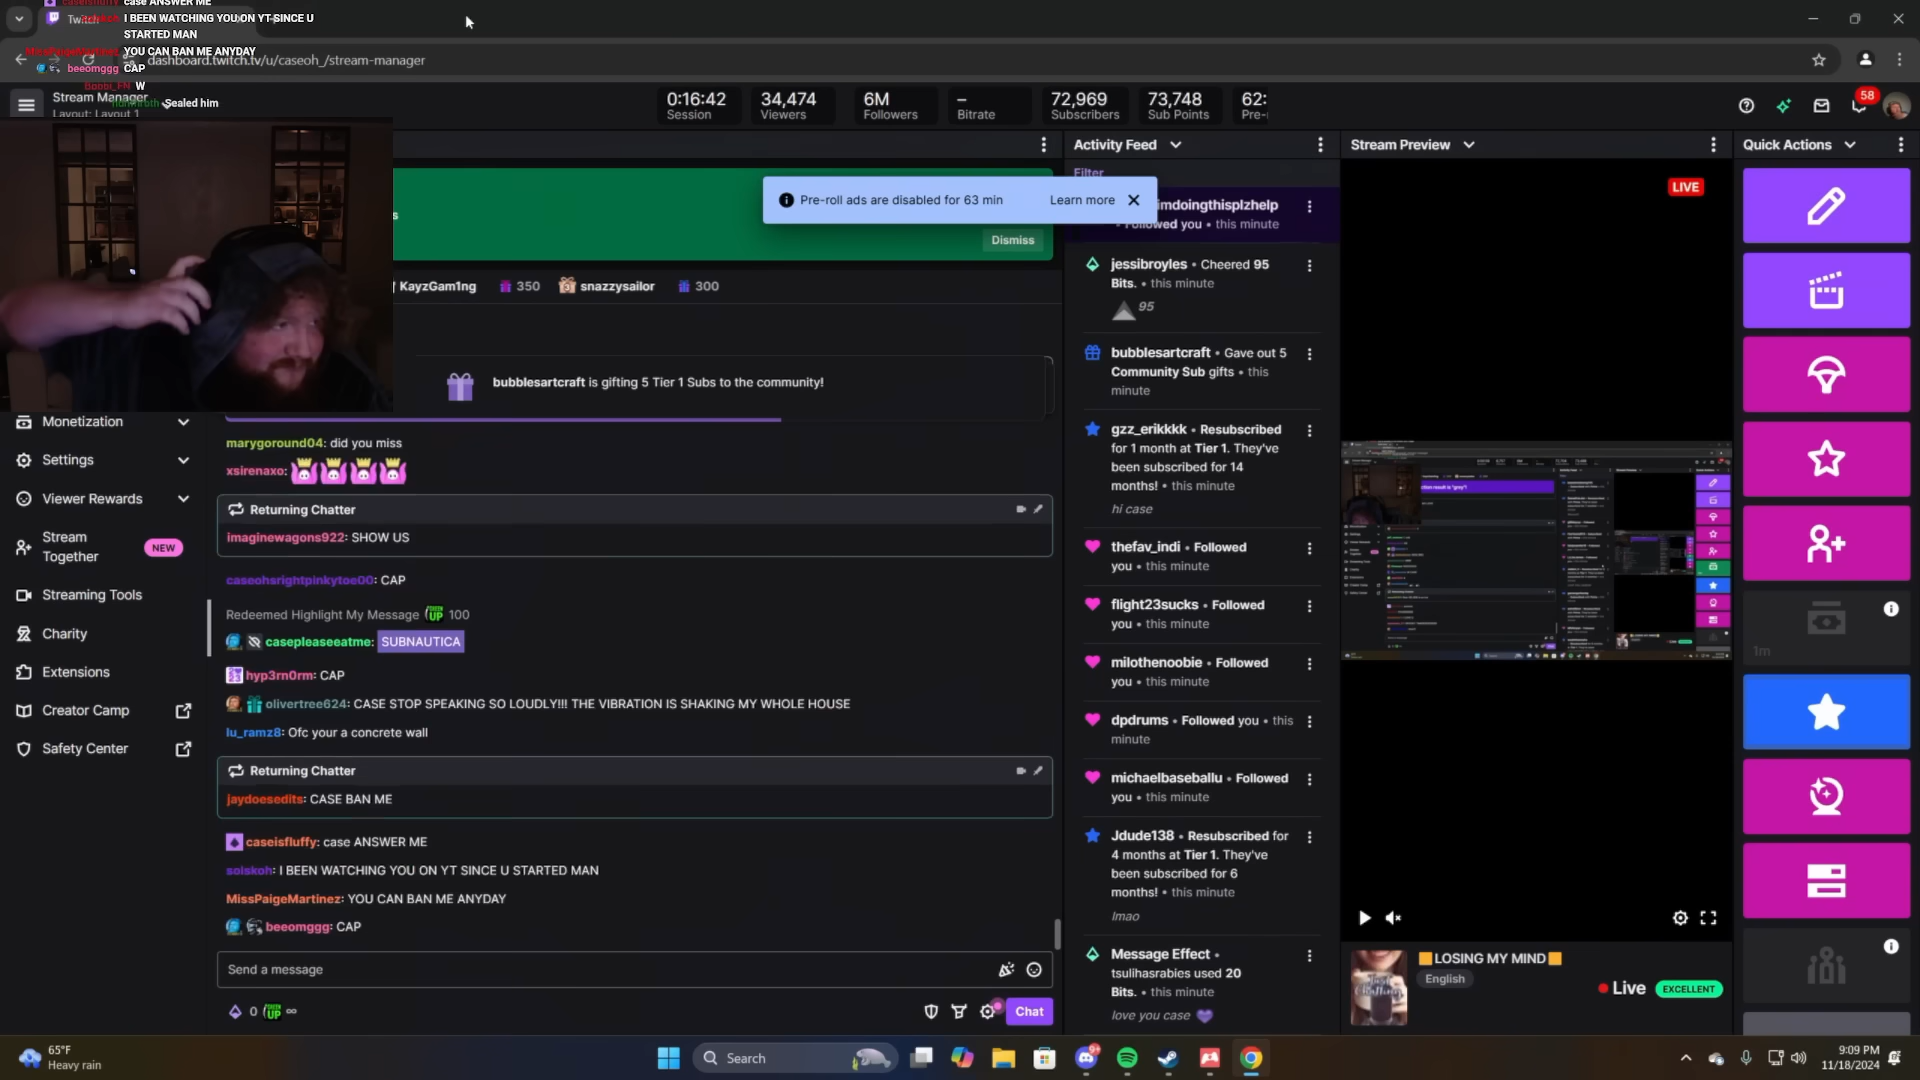 case ANSWER ME
I BEEN WATCHING YOU ON YT SINCE U
STARTED MAN
YOU CAN BAN ME ANYDAY
beeomggg CAP
Bobbi_FN W
Sealed him
Twitch
dashboard.twitch.tv/u/caseoh_/stream-manager
Stream Manager
Layout: Layout 1
0:16:42
Session
34,474
Viewers
6M
Followers
–
Bitrate
72,969
Subscribers
73,748
Sub Points
62:
Pre-r
58
Activity Feed
Stream Preview
Quick Actions
Filter
Pre-roll ads are disabled for 63 min
Learn more
Dismiss
KayzGam1ng 350 snazzysailor 300
bubblesartcraft is gifting 5 Tier 1 Subs to the community!
Monetization
Settings
Viewer Rewards
Stream
Together
NEW
Streaming Tools
Charity
Extensions
Creator Camp
Safety Center
marygoround04: did you miss
xsirenaxo:
Returning Chatter
imaginewagons922: SHOW US
caseohsrightpinkytoe00: CAP
Redeemed Highlight My Message 100
casepleaseeatme: SUBNAUTICA
hyp3rn0rm: CAP
olivertree624: CASE STOP SPEAKING SO LOUDLY!!! THE VIBRATION IS SHAKING MY WHOLE HOUSE
lu_ramz8: Ofc your a concrete wall
Returning Chatter
jaydoesedits: CASE BAN ME
caseisfluffy: case ANSWER ME
solskoh: I BEEN WATCHING YOU ON YT SINCE U STARTED MAN
MissPaigeMartinez: YOU CAN BAN ME ANYDAY
beeomggg: CAP
Send a message
0
Chat
imdoingthisplzhelp
Followed you • this minute
jessibroyles • Cheered 95
Bits. • this minute
95
bubblesartcraft • Gave out 5
Community Sub gifts • this
minute
gzz_erikkkk • Resubscribed
for 1 month at Tier 1. They've
been subscribed for 14
months! • this minute
hi case
thefav_indi • Followed
you • this minute
flight23sucks • Followed
you • this minute
milothenoobie • Followed
you • this minute
dpdrums • Followed you • this
minute
michaelbaseballu • Followed
you • this minute
Jdude138 • Resubscribed for
4 months at Tier 1. They've
been subscribed for 6
months! • this minute
lmao
Message Effect •
tsulihasrabies used 20
Bits. • this minute
love you case
LIVE
1m
LOSING MY MIND
English
Just Chatting
Live
EXCELLENT
65°F
Heavy rain
Search
9+
9:09 PM
11/18/2024